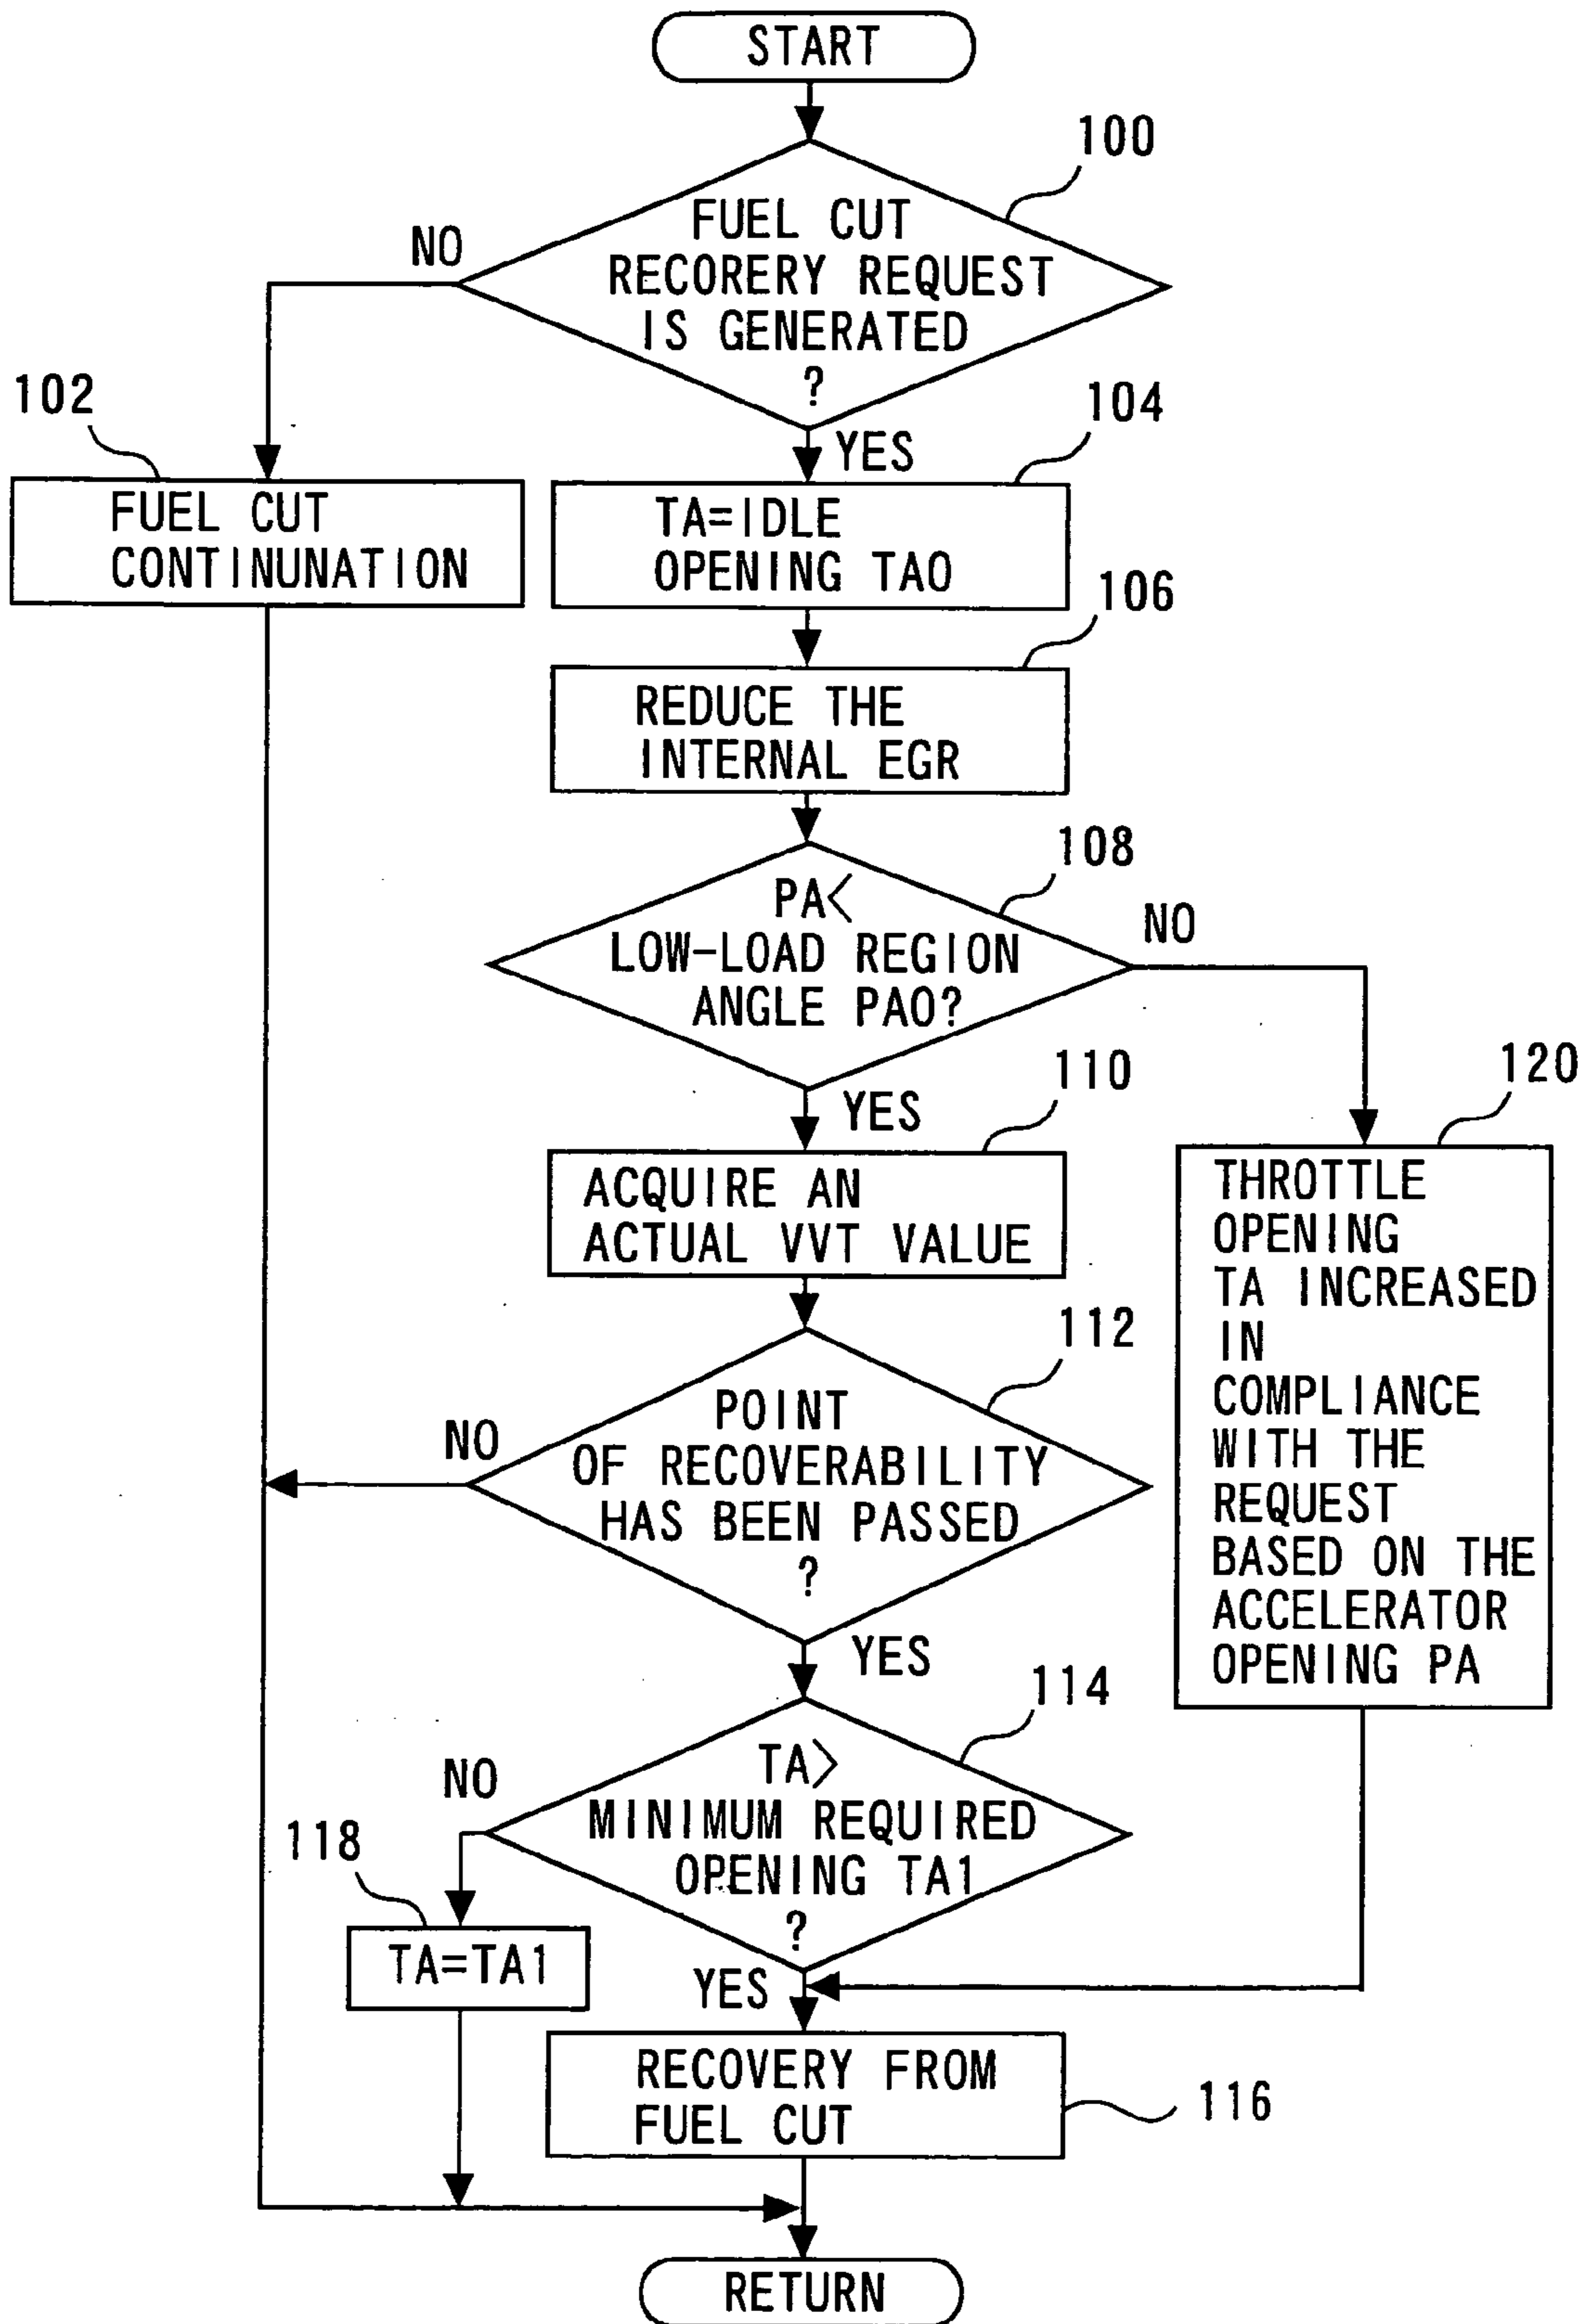 START
100
FUEL CUT
RECORERY REQUEST
IS GENERATED
?
NO
YES
102
FUEL CUT
CONTINUNATION
104
TA=IDLE
OPENING TA0
106
REDUCE THE
INTERNAL EGR
108
PA<
LOW-LOAD REGION
ANGLE PA0?
NO
YES
110
ACQUIRE AN
ACTUAL VVT VALUE
120
THROTTLE
OPENING
TA INCREASED
IN
COMPLIANCE
WITH THE
REQUEST
BASED ON THE
ACCELERATOR
OPENING PA
112
POINT
OF RECOVERABILITY
HAS BEEN PASSED
?
NO
YES
114
TA>
MINIMUM REQUIRED
OPENING TA1
?
NO
YES
118
TA=TA1
RECOVERY FROM
FUEL CUT
116
RETURN